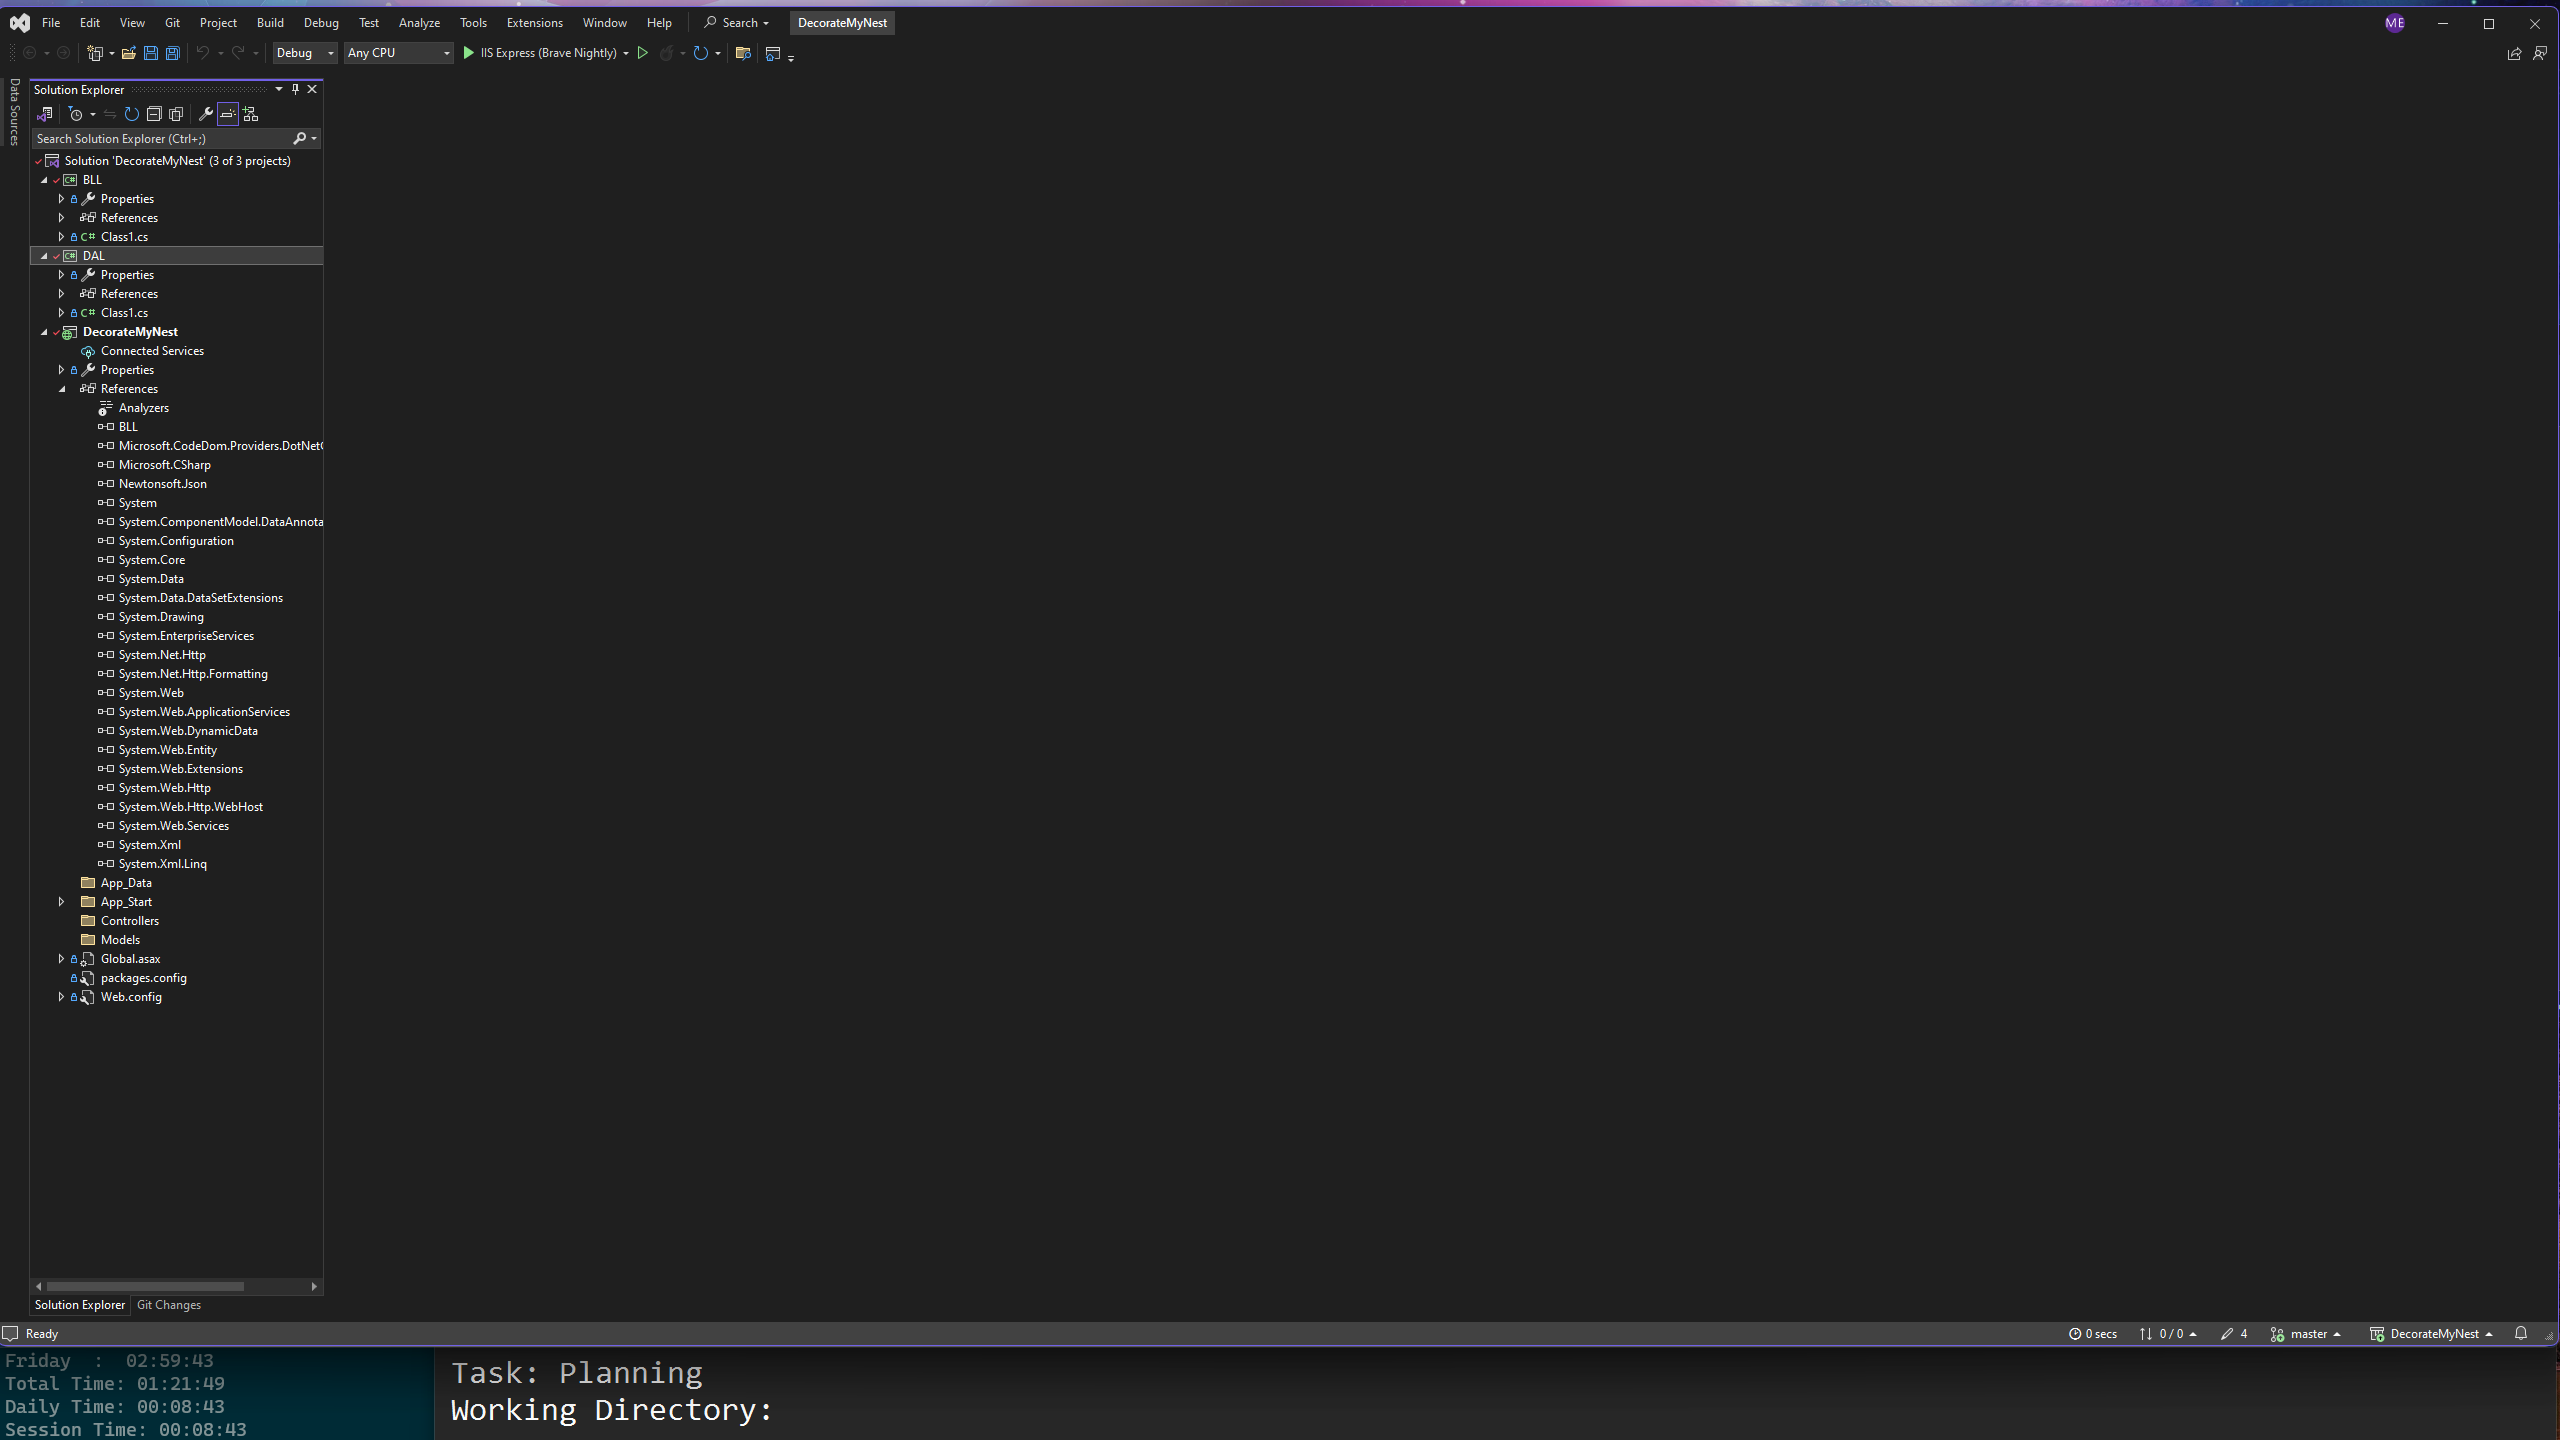 File Edit View Git Project Build Debug Test Analyze Tools Extensions Window Help Search DecorateMyNest ME
Debug Any CPU IIS Express (Brave Nightly)
Data Sources
Solution Explorer
Search Solution Explorer (Ctrl+;)
Solution 'DecorateMyNest' (3 of 3 projects)
BLL
Properties
References
C# Class1.cs
DAL
Properties
References
C# Class1.cs
DecorateMyNest
Connected Services
Properties
References
Analyzers
BLL
Microsoft.CodeDom.Providers.DotNetC
Microsoft.CSharp
Newtonsoft.Json
System
System.ComponentModel.DataAnnota
System.Configuration
System.Core
System.Data
System.Data.DataSetExtensions
System.Drawing
System.EnterpriseServices
System.Net.Http
System.Net.Http.Formatting
System.Web
System.Web.ApplicationServices
System.Web.DynamicData
System.Web.Entity
System.Web.Extensions
System.Web.Http
System.Web.Http.WebHost
System.Web.Services
System.Xml
System.Xml.Linq
App_Data
App_Start
Controllers
Models
Global.asax
packages.config
Web.config
Solution Explorer Git Changes
Ready 0 secs 0 / 0 4 master DecorateMyNest
Friday : 02:59:43
Total Time: 01:21:49
Daily Time: 00:08:43
Session Time: 00:08:43
Task: Planning
Working Directory: